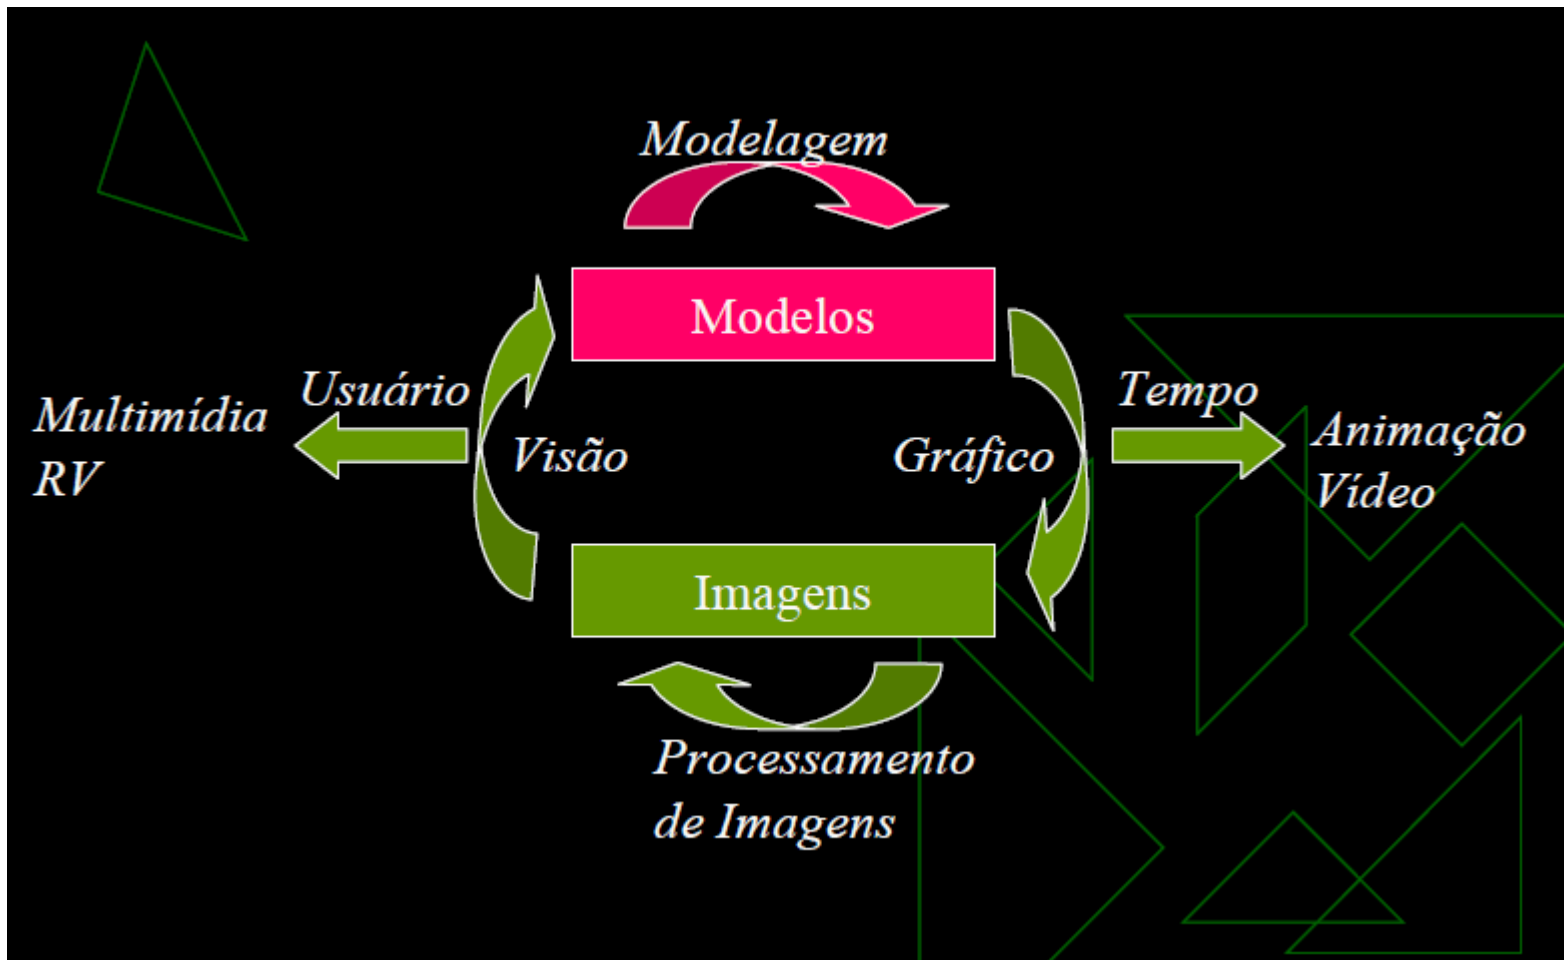 Modelagem
Modelos
Usuário
Multimídia
RV
Visão
Gráfico
Tempo
Animação
Vídeo
Imagens
Processamento
de Imagens